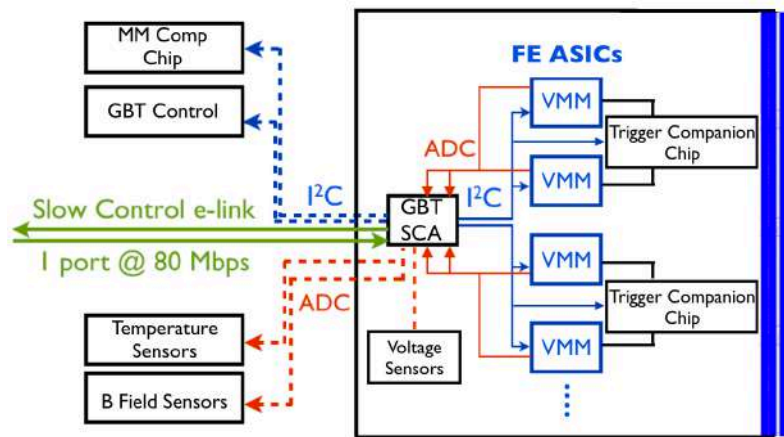 MM Comp
Chip
GBT Control
I²C
Slow Control e-link
1 port @ 80 Mbps
ADC
Temperature
Sensors
B Field Sensors
FE ASICs
VMM
ADC
Trigger Companion
Chip
VMM
I²C
GBT
SCA
VMM
Trigger Companion
Chip
Voltage
Sensors
VMM